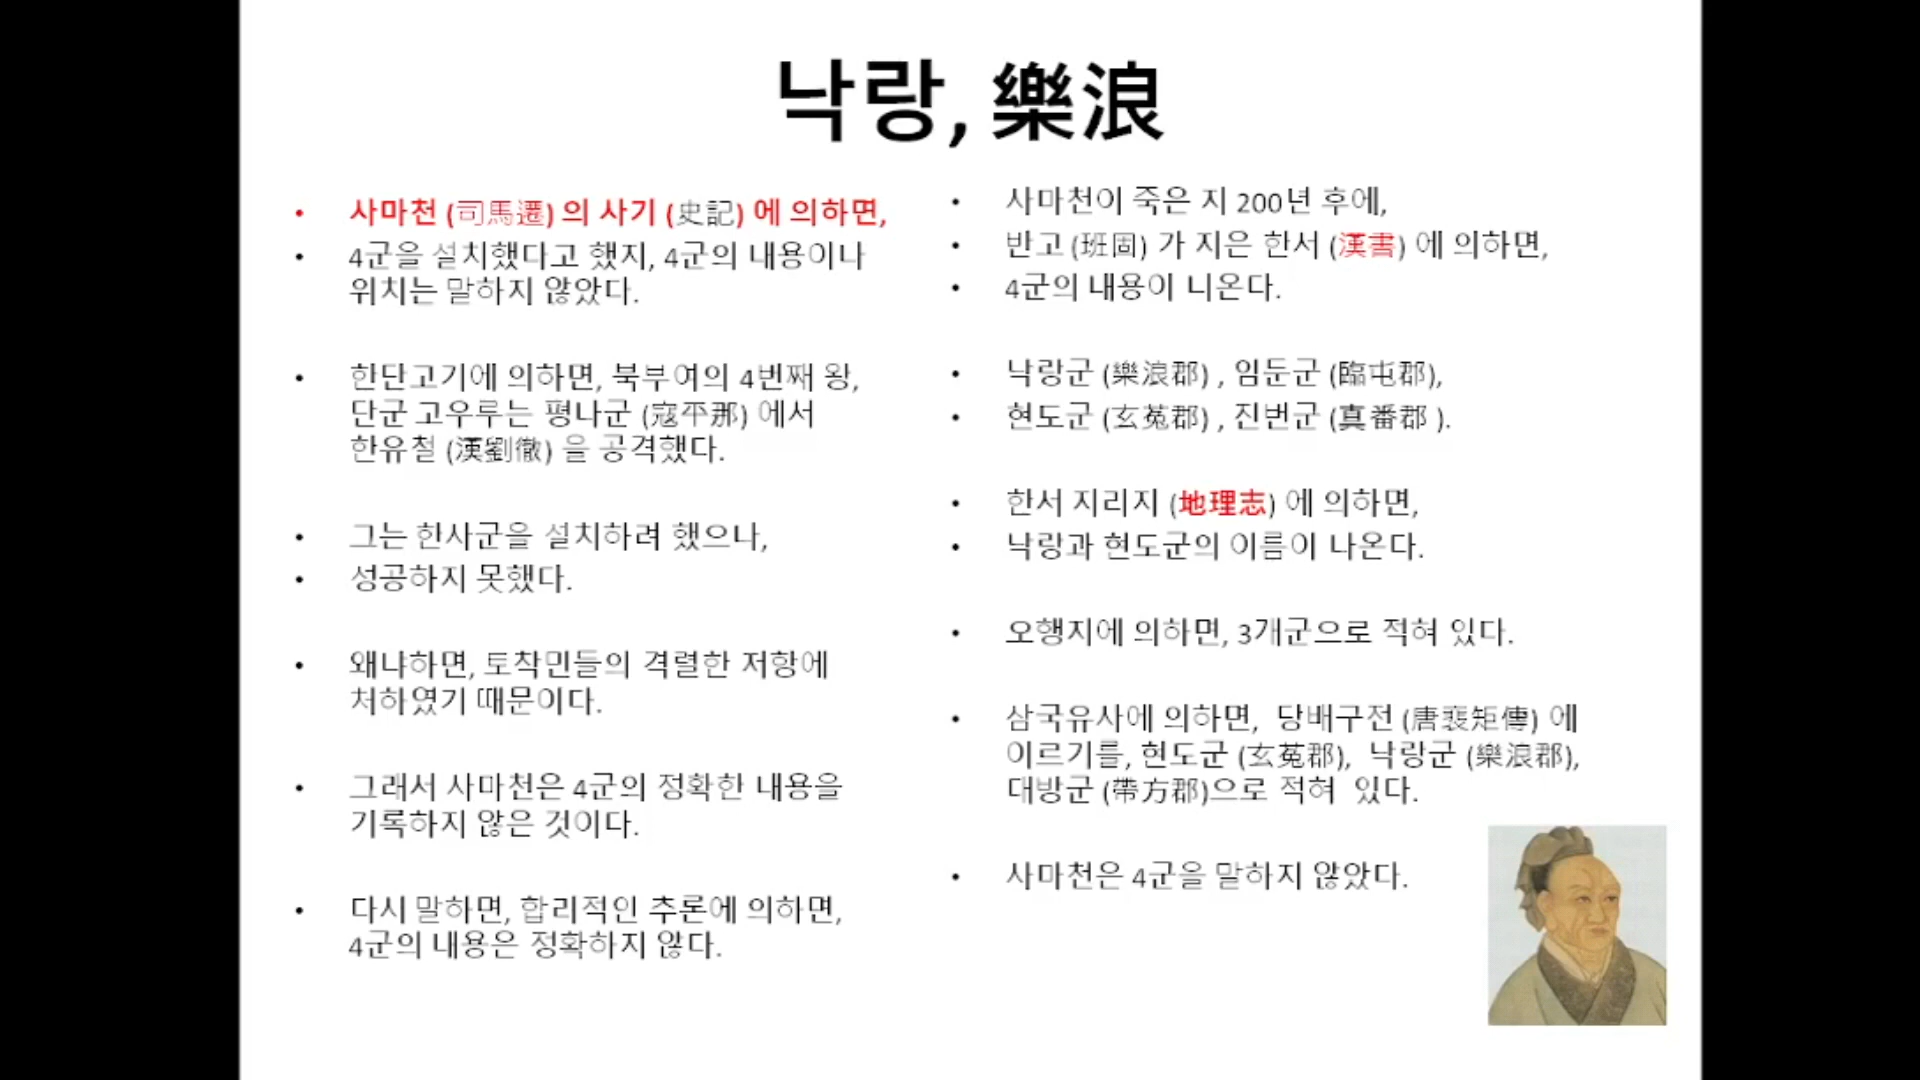 낙랑, 樂浪
• 사마천 (司馬遷) 의 사기 (史記) 에 의하면,
• 4군을 설치했다고 했지, 4군의 내용이나
위치는 말하지 않았다.
• 한단고기에 의하면, 북부여의 4번째 왕,
단군 고우루는 평나군 (寇平那) 에서
한유철 (漢劉徹) 을 공격했다.
• 그는 한사군을 설치하려 했으나,
• 성공하지 못했다.
• 왜냐하면, 토착민들의 격렬한 저항에
처하였기 때문이다.
• 그래서 사마천은 4군의 정확한 내용을
기록하지 않은 것이다.
• 다시 말하면, 합리적인 추론에 의하면,
4군의 내용은 정확하지 않다.
• 사마천이 죽은 지 200년 후에,
• 반고 (班固) 가 지은 한서 (漢書) 에 의하면,
• 4군의 내용이 니온다.
• 낙랑군 (樂浪郡) , 임둔군 (臨屯郡),
• 현도군 (玄菟郡) , 진번군 (真番郡 ).
• 한서 지리지 (地理志) 에 의하면,
• 낙랑과 현도군의 이름이 나온다.
• 오행지에 의하면, 3개군으로 적혀 있다.
• 삼국유사에 의하면, 당배구전 (唐裵矩傳) 에
이르기를, 현도군 (玄菟郡), 낙랑군 (樂浪郡),
대방군 (帶方郡)으로 적혀 있다.
• 사마천은 4군을 말하지 않았다.